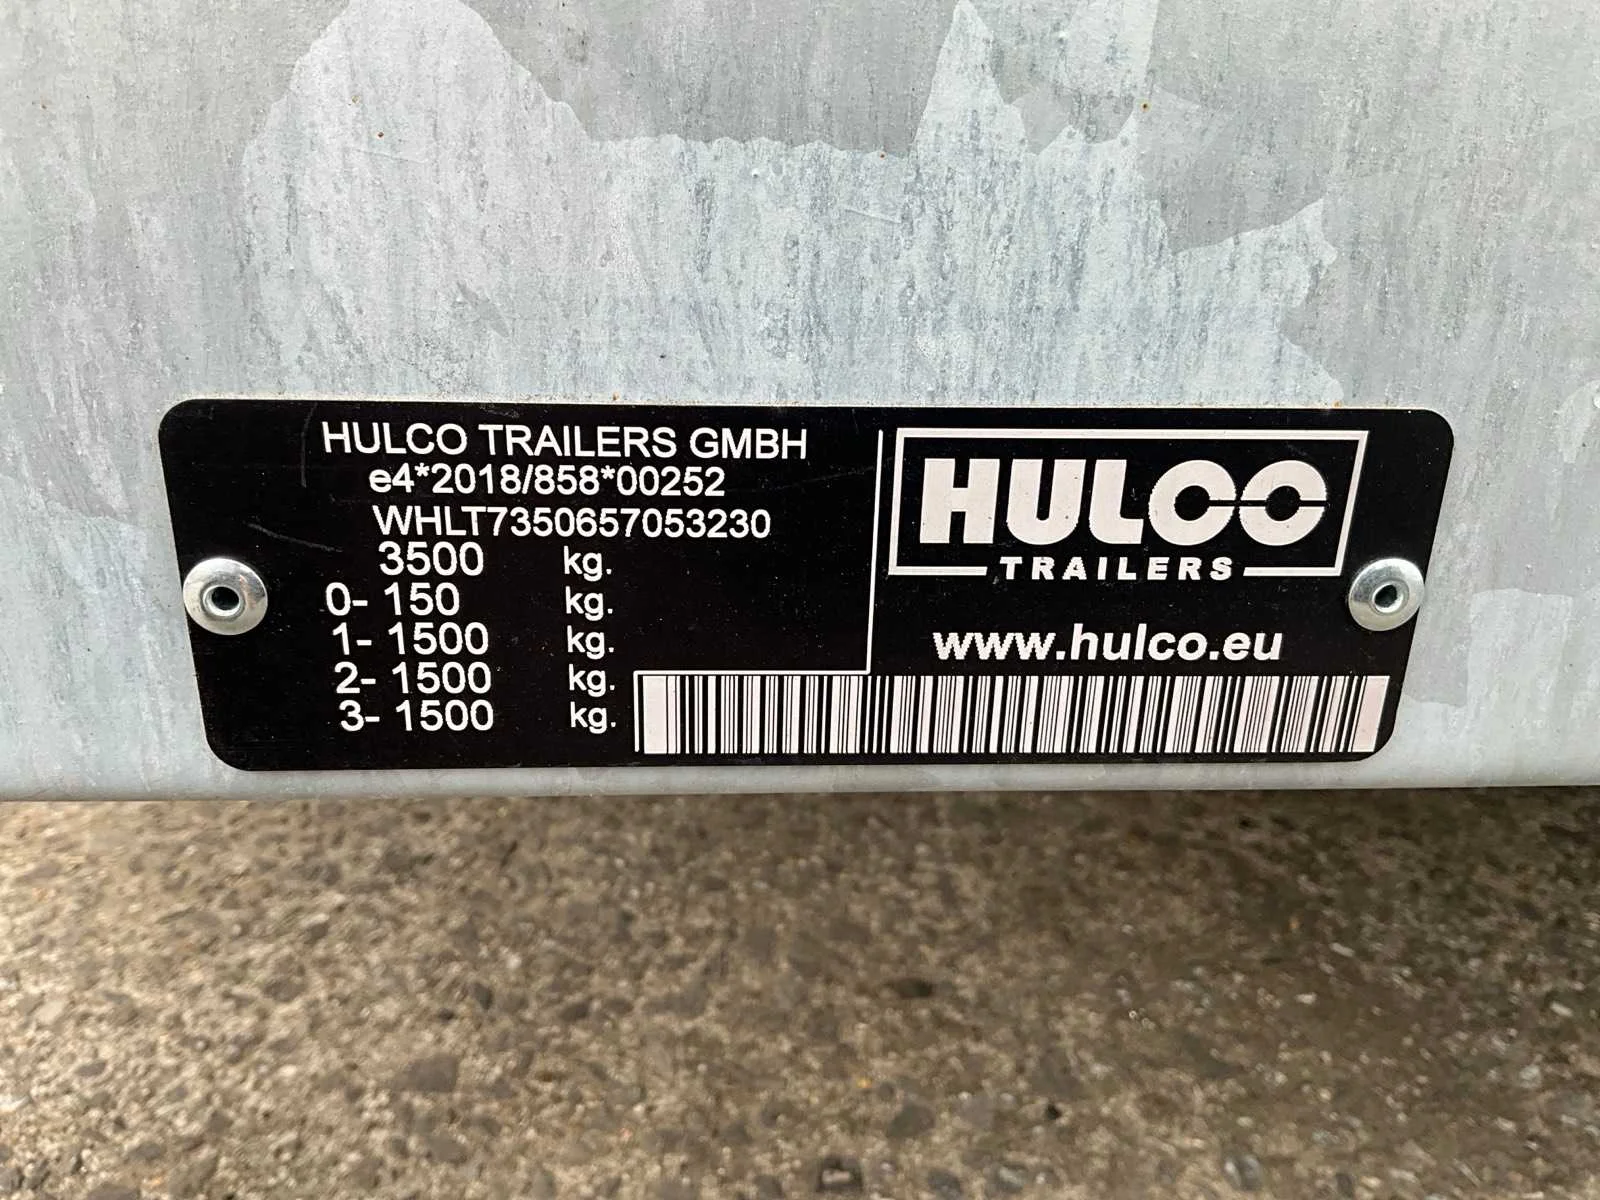 HULCO TRAILERS GMBH
e4*2018/858*00252
WHLT7350657053230
3500 kg.
0- 150 kg.
1- 1500 kg.
2- 1500 kg.
3- 1500 kg.
HULCO
TRAILERS
www.hulco.eu